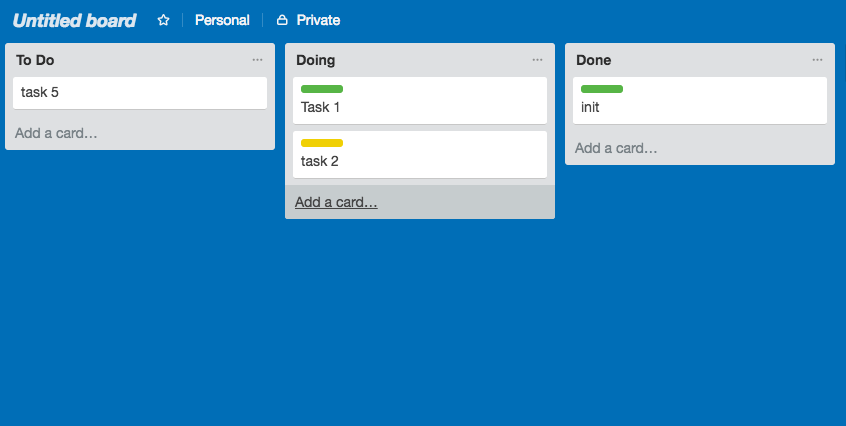 Untitled board Personal Private
To Do
task 5
Add a card…
Doing
Task 1
task 2
Add a card…
Done
init
Add a card…